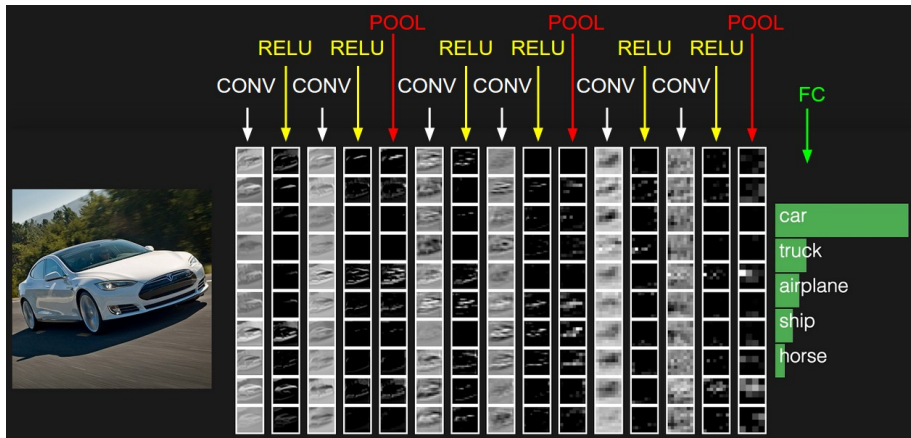 POOL POOL POOL
RELU RELU RELU RELU RELU RELU
CONV CONV CONV CONV CONV CONV
FC
car
truck
airplane
ship
horse